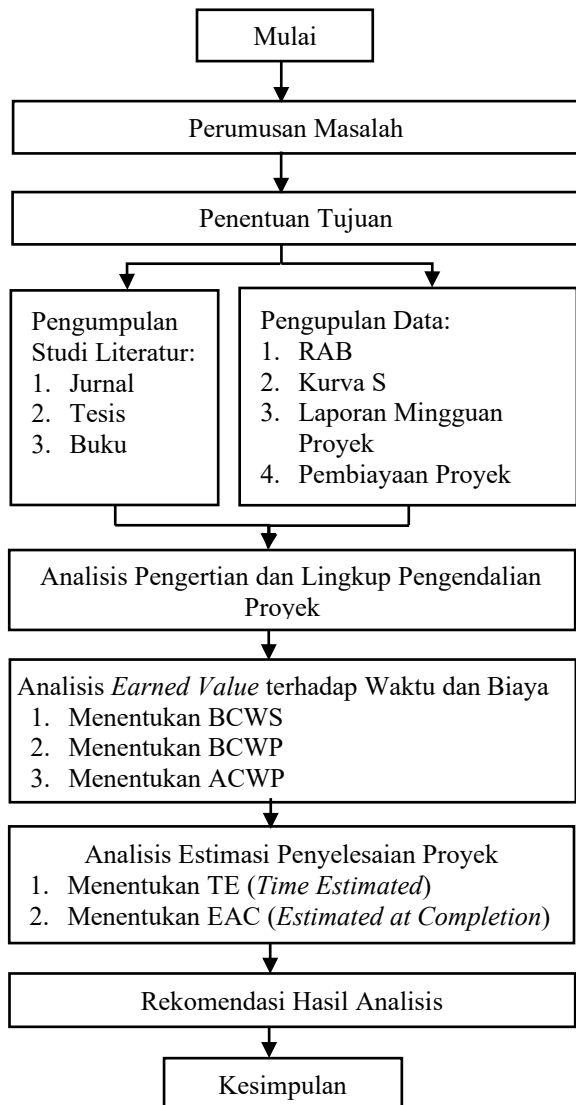 Mulai
Perumusan Masalah
Penentuan Tujuan
Pengumpulan
Studi Literatur:
1. Jurnal
2. Tesis
3. Buku
Pengupulan Data:
1. RAB
2. Kurva S
3. Laporan Mingguan
Proyek
4. Pembiayaan Proyek
Analisis Pengertian dan Lingkup Pengendalian
Proyek
Analisis Earned Value terhadap Waktu dan Biaya
1. Menentukan BCWS
2. Menentukan BCWP
3. Menentukan ACWP
Analisis Estimasi Penyelesaian Proyek
1. Menentukan TE (Time Estimated)
2. Menentukan EAC (Estimated at Completion)
Rekomendasi Hasil Analisis
Kesimpulan